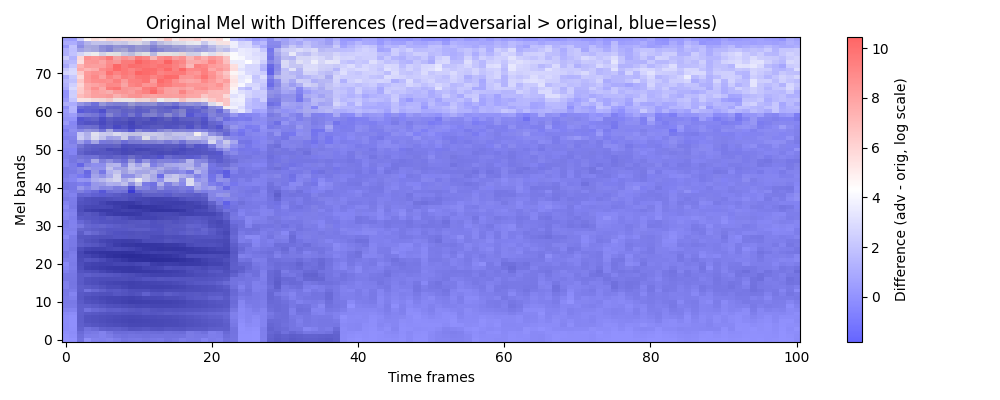 Original Mel with Differences (red=adversarial > original, blue=less)
Mel bands
70
60
50
40
30
20
10
0
0 20 40 60 80 100
Time frames
10
8
6
4
2
0
Difference (adv - orig, log scale)